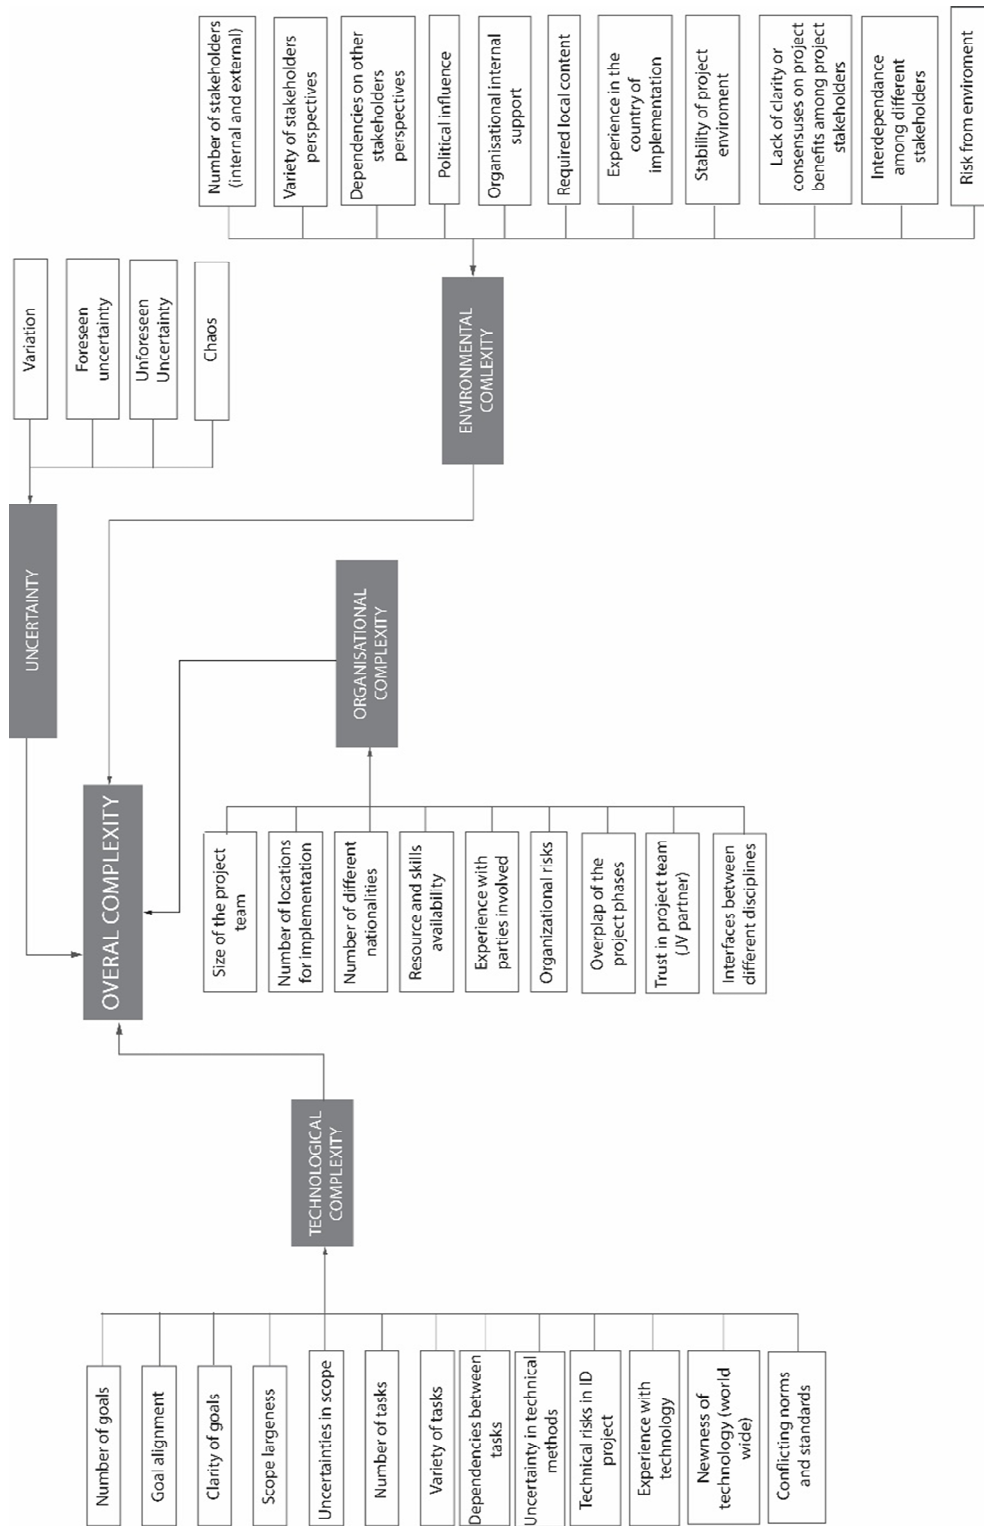 OVERAL COMPLEXITY
UNCERTAINTY
Variation
Foreseen
uncertainty
Unforeseen
Uncertainty
Chaos
TECHNOLOGICAL
COMPLEXITY
Number of goals
Goal alignment
Clarity of goals
Scope largeness
Uncertainties in scope
Number of tasks
Variety of tasks
Dependencies between
tasks
Uncertainty in technical
methods
Technical risks in ID
project
Experience with
technology
Newness of
technology (world
wide)
Conflicting norms
and standards
ORGANISATIONAL
COMPLEXITY
Size of the project
team
Number of locations
for implementation
Number of different
nationalities
Resource and skills
availability
Experience with
parties involved
Organizational risks
Overplap of the
project phases
Trust in project team
(JV partner)
Interfaces between
different disciplines
ENVIRONMENTAL
COMLEXITY
Number of stakeholders
(internal and external)
Variety of stakeholders
perspectives
Dependencies on other
stakeholders
perspectives
Political influence
Organisational internal
support
Required local content
Experience in the
country of
implementation
Stability of project
enviroment
Lack of clarity or
consensuses on project
benefits among project
stakeholders
Interdependance
among different
stakeholders
Risk from enviroment